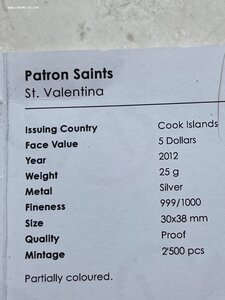 Patron Saints
St. Valentina
Issuing Country Cook Islands
Face Value 5 Dollars
Year 2012
Weight 25 g
Metal Silver
Fineness 999/1000
Size 30x38 mm
Quality Proof
Mintage 2'500 pcs
Partially coloured.